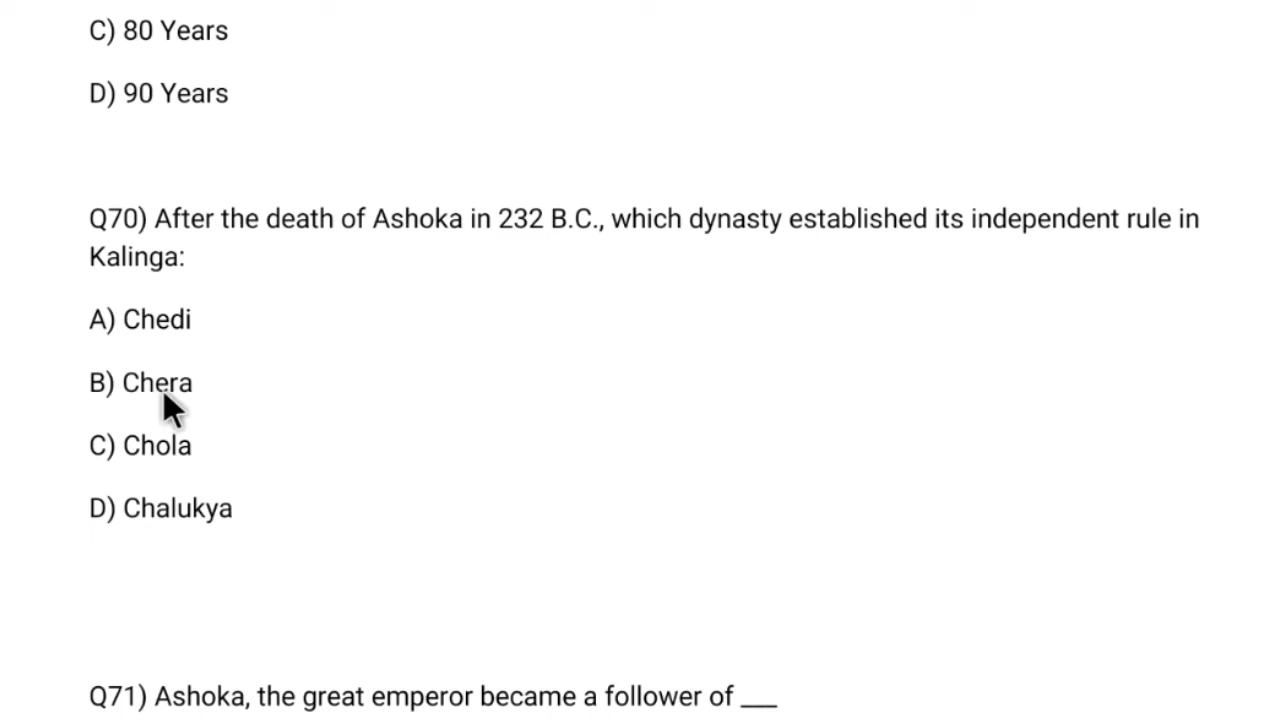 C) 80 Years
D) 90 Years
Q70) After the death of Ashoka in 232 B.C., which dynasty established its independent rule in
Kalinga:
A) Chedi
B) Chera
C) Chola
D) Chalukya
Q71) Ashoka, the great emperor became a follower of ___